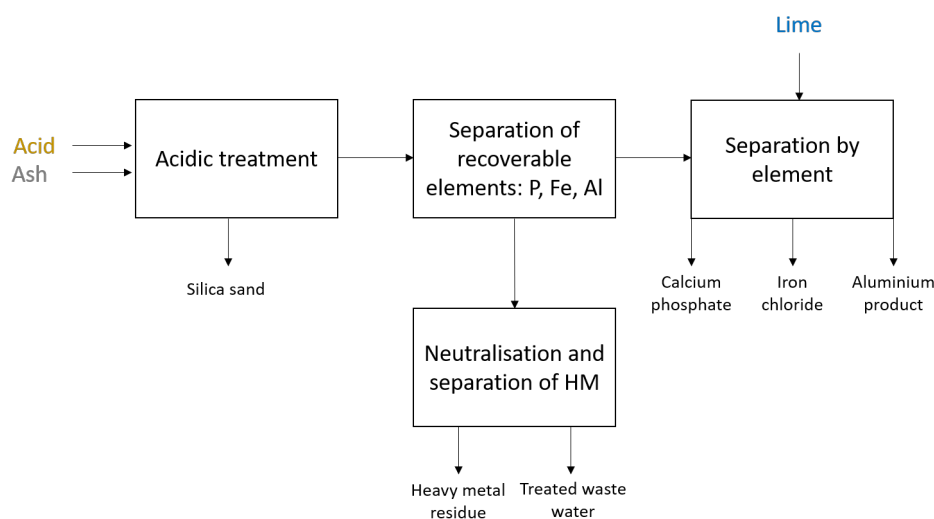 Lime
Acid
Ash
Acidic treatment
Separation of
recoverable
elements: P, Fe, Al
Separation by
element
Silica sand
Calcium
phosphate
Iron
chloride
Aluminium
product
Neutralisation and
separation of HM
Heavy metal
residue
Treated waste
water